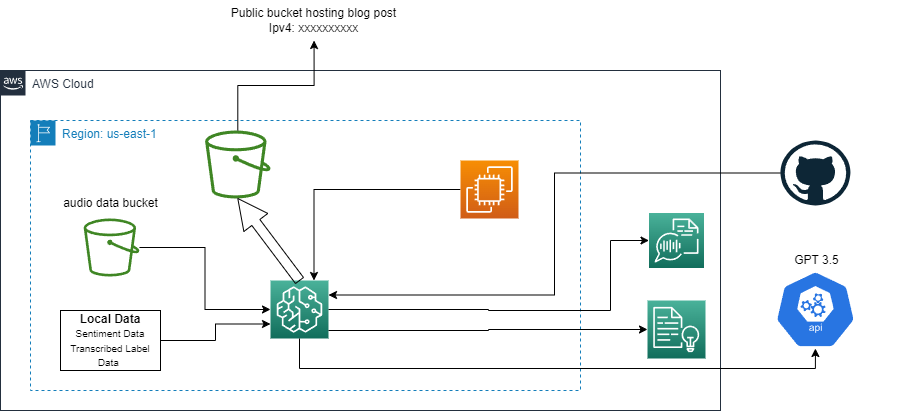 Public bucket hosting blog post
Ipv4: xxxxxxxxxx
aws
AWS Cloud
Region: us-east-1
audio data bucket
Local Data
Sentiment Data
Transcribed Label
Data
GPT 3.5
api